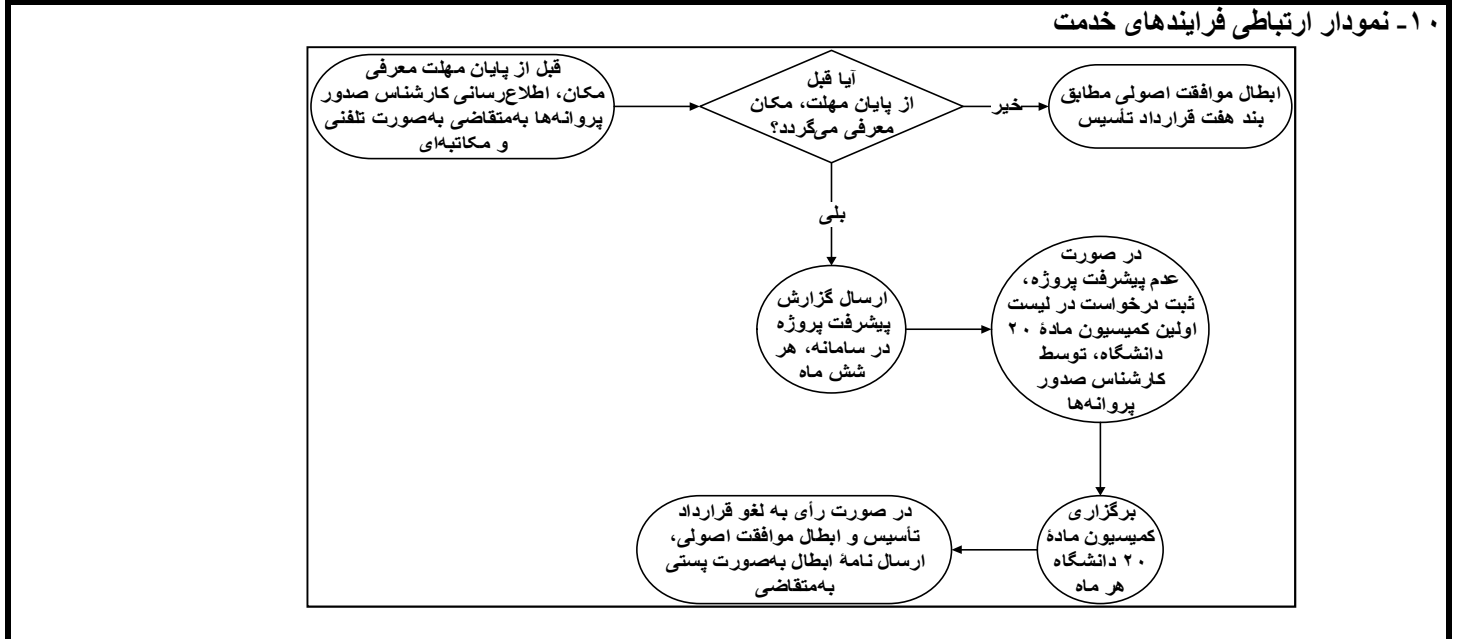 ۱۰- نمودار ارتباطی فرایندهای خدمت
قبل از پایان مهلت معرفی
مکان، اطلاع‌رسانی کارشناس صدور
پروانه‌ها به‌متقاضی به‌صورت تلفنی
و مکاتبه‌ای
آیا قبل
از پایان مهلت، مکان
معرفی می‌گردد؟
خیر
ابطال موافقت اصولی مطابق
بند هفت قرارداد تأسیس
بلی
ارسال گزارش
پیشرفت پروژه
در سامانه، هر
شش ماه
در صورت
عدم پیشرفت پروژه،
ثبت درخواست در لیست
اولین کمیسیون مادۀ ۲۰
دانشگاه، توسط
کارشناس صدور
پروانه‌ها
برگزاری
کمیسیون مادۀ
۲۰ دانشگاه
هر ماه
در صورت رأی به لغو قرارداد
تأسیس و ابطال موافقت اصولی،
ارسال نامۀ ابطال به‌صورت پستی
به‌متقاضی